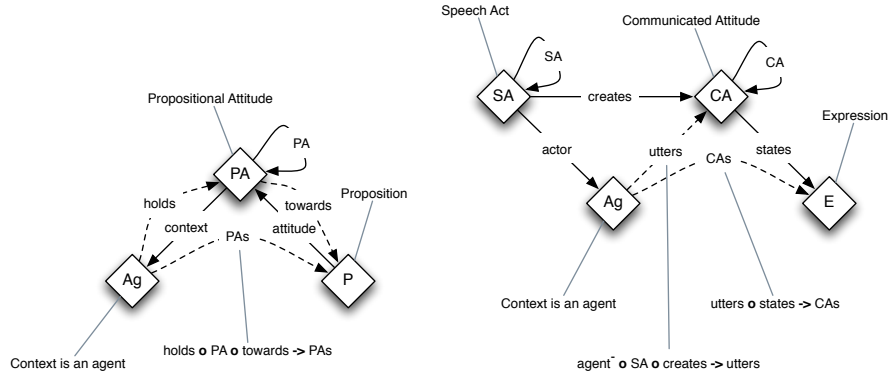 Speech Act
Communicated Attitude
SA
CA
SA
creates
CA
Expression
Propositional Attitude
PA
actor
utters
CAs
states
PA
Proposition
holds
towards
Ag
E
context
attitude
PAs
Ag
P
Context is an agent
utters o states -> CAs
holds o PA o towards -> PAs
Context is an agent
agent- o SA o creates -> utters